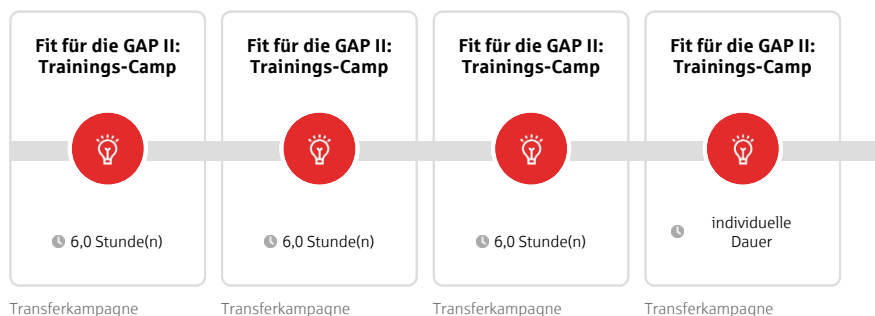 Fit für die GAP II:
Trainings-Camp
6,0 Stunde(n)
Transferkampagne
Fit für die GAP II:
Trainings-Camp
6,0 Stunde(n)
Transferkampagne
Fit für die GAP II:
Trainings-Camp
6,0 Stunde(n)
Transferkampagne
Fit für die GAP II:
Trainings-Camp
individuelle
Dauer
Transferkampagne